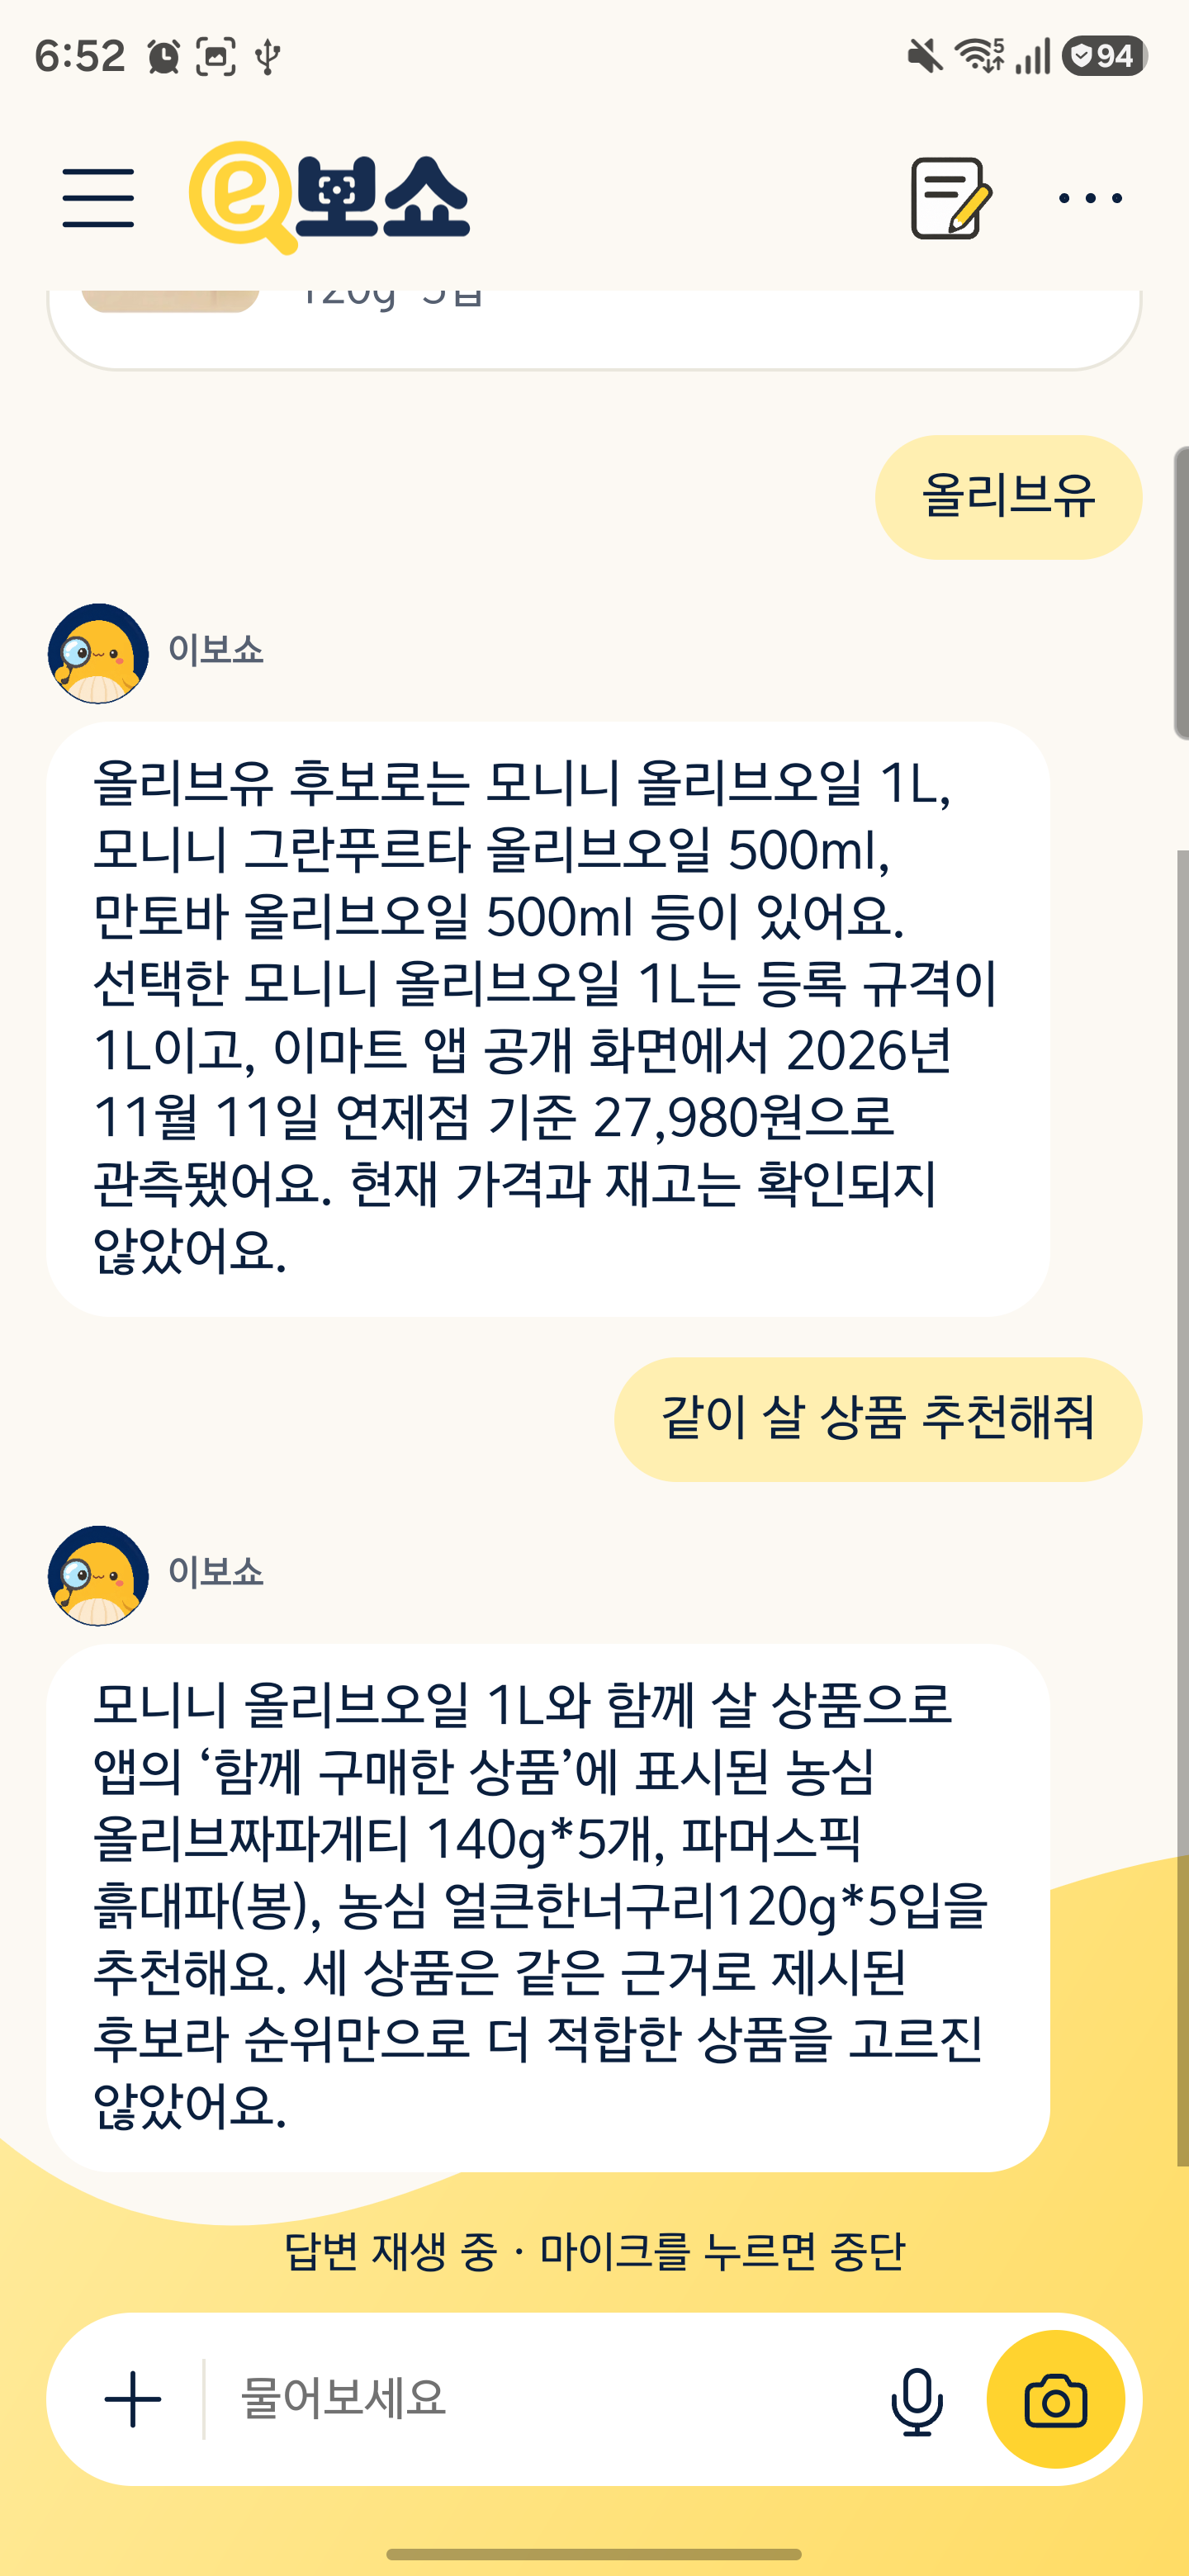 6:52
5
94
e보쇼
120g*5입
올리브유
이보쇼
올리브유 후보로는 모니니 올리브오일 1L,
모니니 그란푸르타 올리브오일 500ml,
만토바 올리브오일 500ml 등이 있어요.
선택한 모니니 올리브오일 1L는 등록 규격이
1L이고, 이마트 앱 공개 화면에서 2026년
11월 11일 연제점 기준 27,980원으로
관측됐어요. 현재 가격과 재고는 확인되지
않았어요.
같이 살 상품 추천해줘
이보쇼
모니니 올리브오일 1L와 함께 살 상품으로
앱의 ‘함께 구매한 상품’에 표시된 농심
올리브짜파게티 140g*5개, 파머스픽
흙대파(봉), 농심 얼큰한너구리120g*5입을
추천해요. 세 상품은 같은 근거로 제시된
후보라 순위만으로 더 적합한 상품을 고르진
않았어요.
답변 재생 중 · 마이크를 누르면 중단
물어보세요